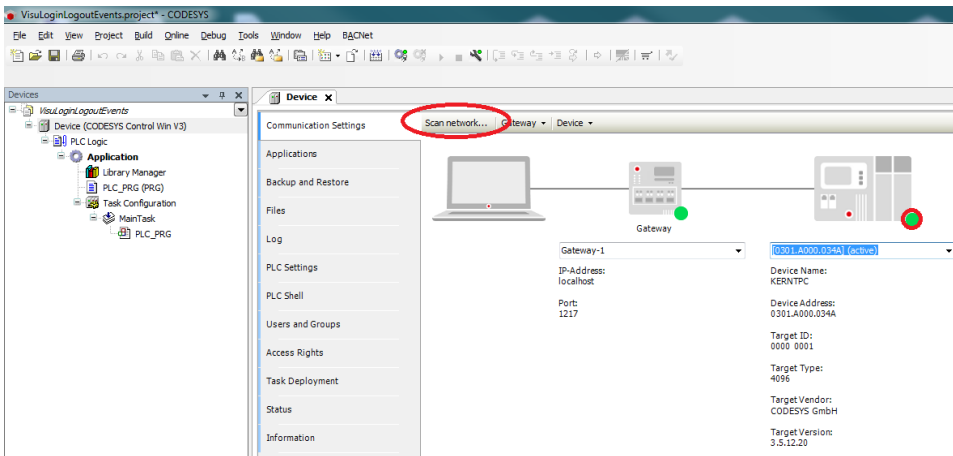 VisuLoginLogoutEvents.project* - CODESYS
File Edit View Project Build Online Debug Tools Window Help BACNet
Devices
VisuLoginLogoutEvents
Device (CODESYS Control Win V3)
PLC Logic
Application
Library Manager
PLC_PRG (PRG)
Task Configuration
MainTask
PLC_PRG
Device
Communication Settings
Applications
Backup and Restore
Files
Log
PLC Settings
PLC Shell
Users and Groups
Access Rights
Task Deployment
Status
Information
Scan network... Gateway Device
Gateway
Gateway-1
IP-Address:
localhost
Port:
1217
[0301.A000.034A] (active)
Device Name:
KERNTPC
Device Address:
0301.A000.034A
Target ID:
0000 0001
Target Type:
4096
Target Vendor:
CODESYS GmbH
Target Version:
3.5.12.20